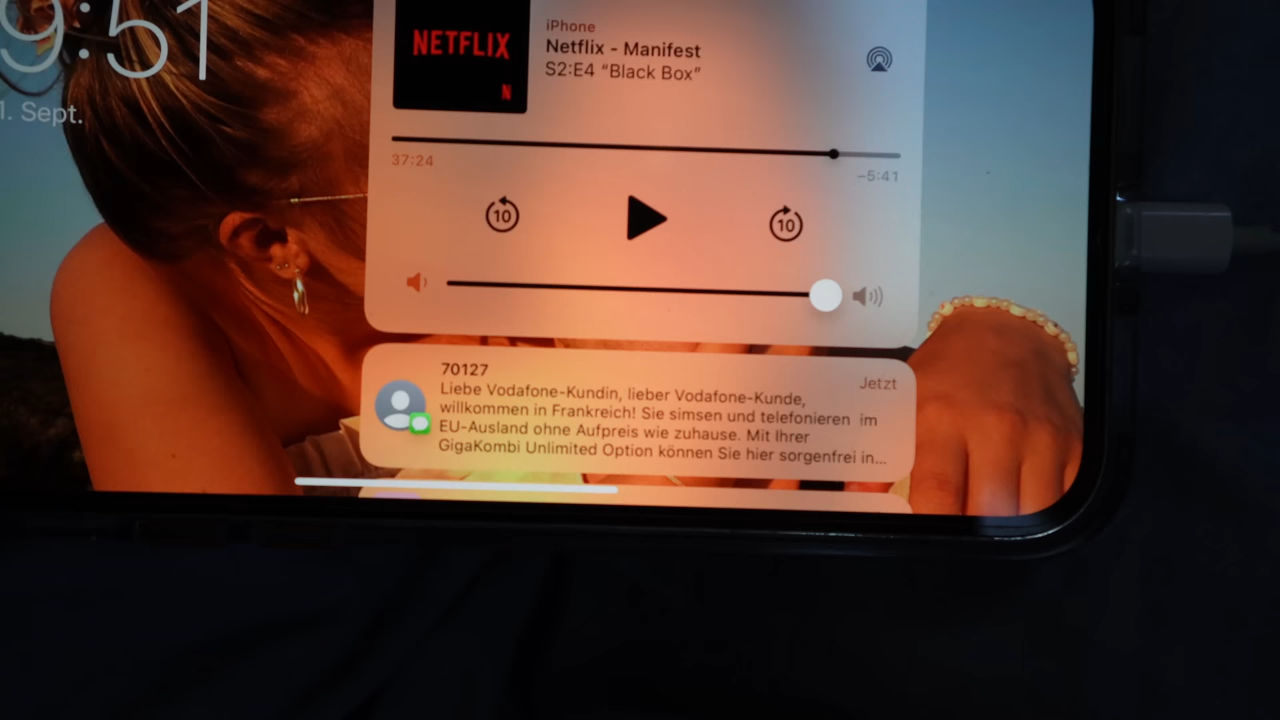 9:51
1. Sept.
NETFLIX
N
iPhone
Netflix - Manifest
S2:E4 “Black Box”
37:24
-5:41
10
10
70127
Jetzt
Liebe Vodafone-Kundin, lieber Vodafone-Kunde,
willkommen in Frankreich! Sie simsen und telefonieren im
EU-Ausland ohne Aufpreis wie zuhause. Mit Ihrer
GigaKombi Unlimited Option können Sie hier sorgenfrei in...